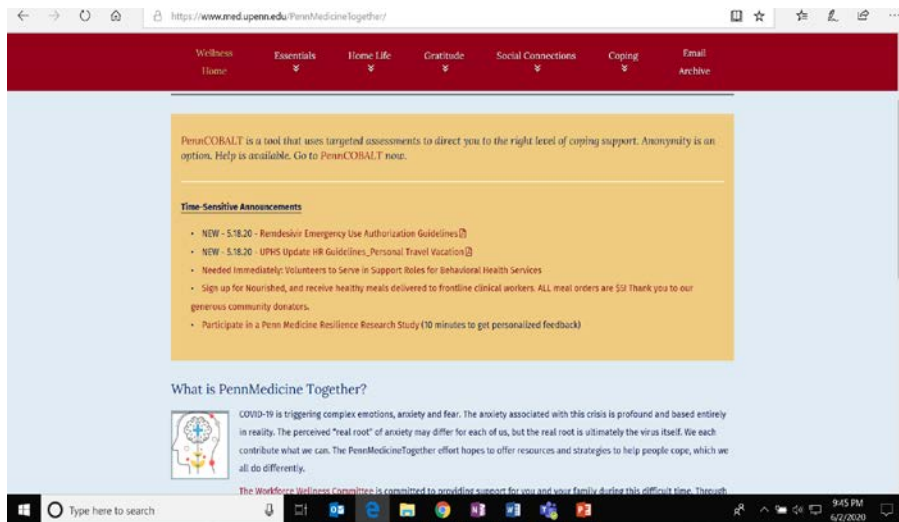 https://www.med.upenn.edu/PennMedicineTogether/
Wellness Home
Essentials
Home Life
Gratitude
Social Connections
Coping
Email Archive
PennCOBALT is a tool that uses targeted assessments to direct you to the right level of coping support. Anonymity is an
option. Help is available. Go to PennCOBALT now.
Time-Sensitive Announcements
• NEW - 5.18.20 - Remdesivir Emergency Use Authorization Guidelines
• NEW - 5.18.20 - UPHS Update HR Guidelines_Personal Travel Vacation
• Needed Immediately: Volunteers to Serve in Support Roles for Behavioral Health Services
• Sign up for Nourished, and receive healthy meals delivered to frontline clinical workers. ALL meal orders are $5! Thank you to our
generous community donators.
• Participate in a Penn Medicine Resilience Research Study (10 minutes to get personalized feedback)
What is PennMedicine Together?
COVID-19 is triggering complex emotions, anxiety and fear. The anxiety associated with this crisis is profound and based entirely
in reality. The perceived "real root" of anxiety may differ for each of us, but the real root is ultimately the virus itself. We each
contribute what we can. The PennMedicineTogether effort hopes to offer resources and strategies to help people cope, which we
all do differently.
The Workforce Wellness Committee is committed to providing support for you and your family during this difficult time. Through
Type here to search
9:45 PM
6/2/2020